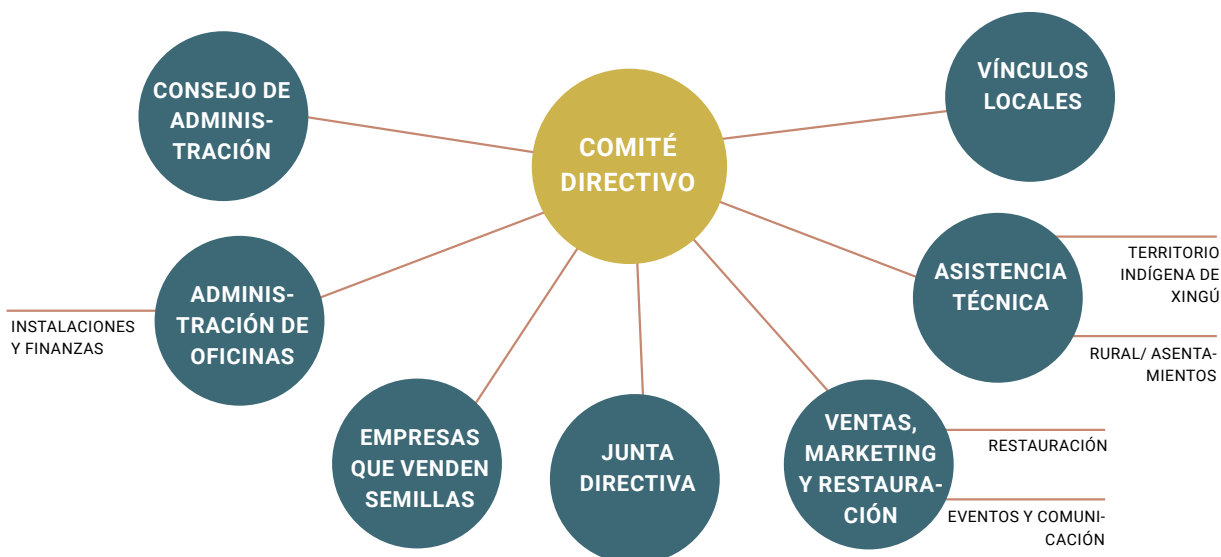 CONSEJO DE
ADMINIS-
TRACIÓN
COMITÉ
DIRECTIVO
VÍNCULOS
LOCALES
ADMINIS-
TRACIÓN DE
OFICINAS
INSTALACIONES
Y FINANZAS
ASISTENCIA
TÉCNICA
TERRITORIO
INDÍGENA DE
XINGÚ
RURAL/ ASENTA-
MIENTOS
EMPRESAS
QUE VENDEN
SEMILLAS
JUNTA
DIRECTIVA
VENTAS,
MARKETING
Y RESTAURA-
CIÓN
RESTAURACIÓN
EVENTOS Y COMUNI-
CACIÓN